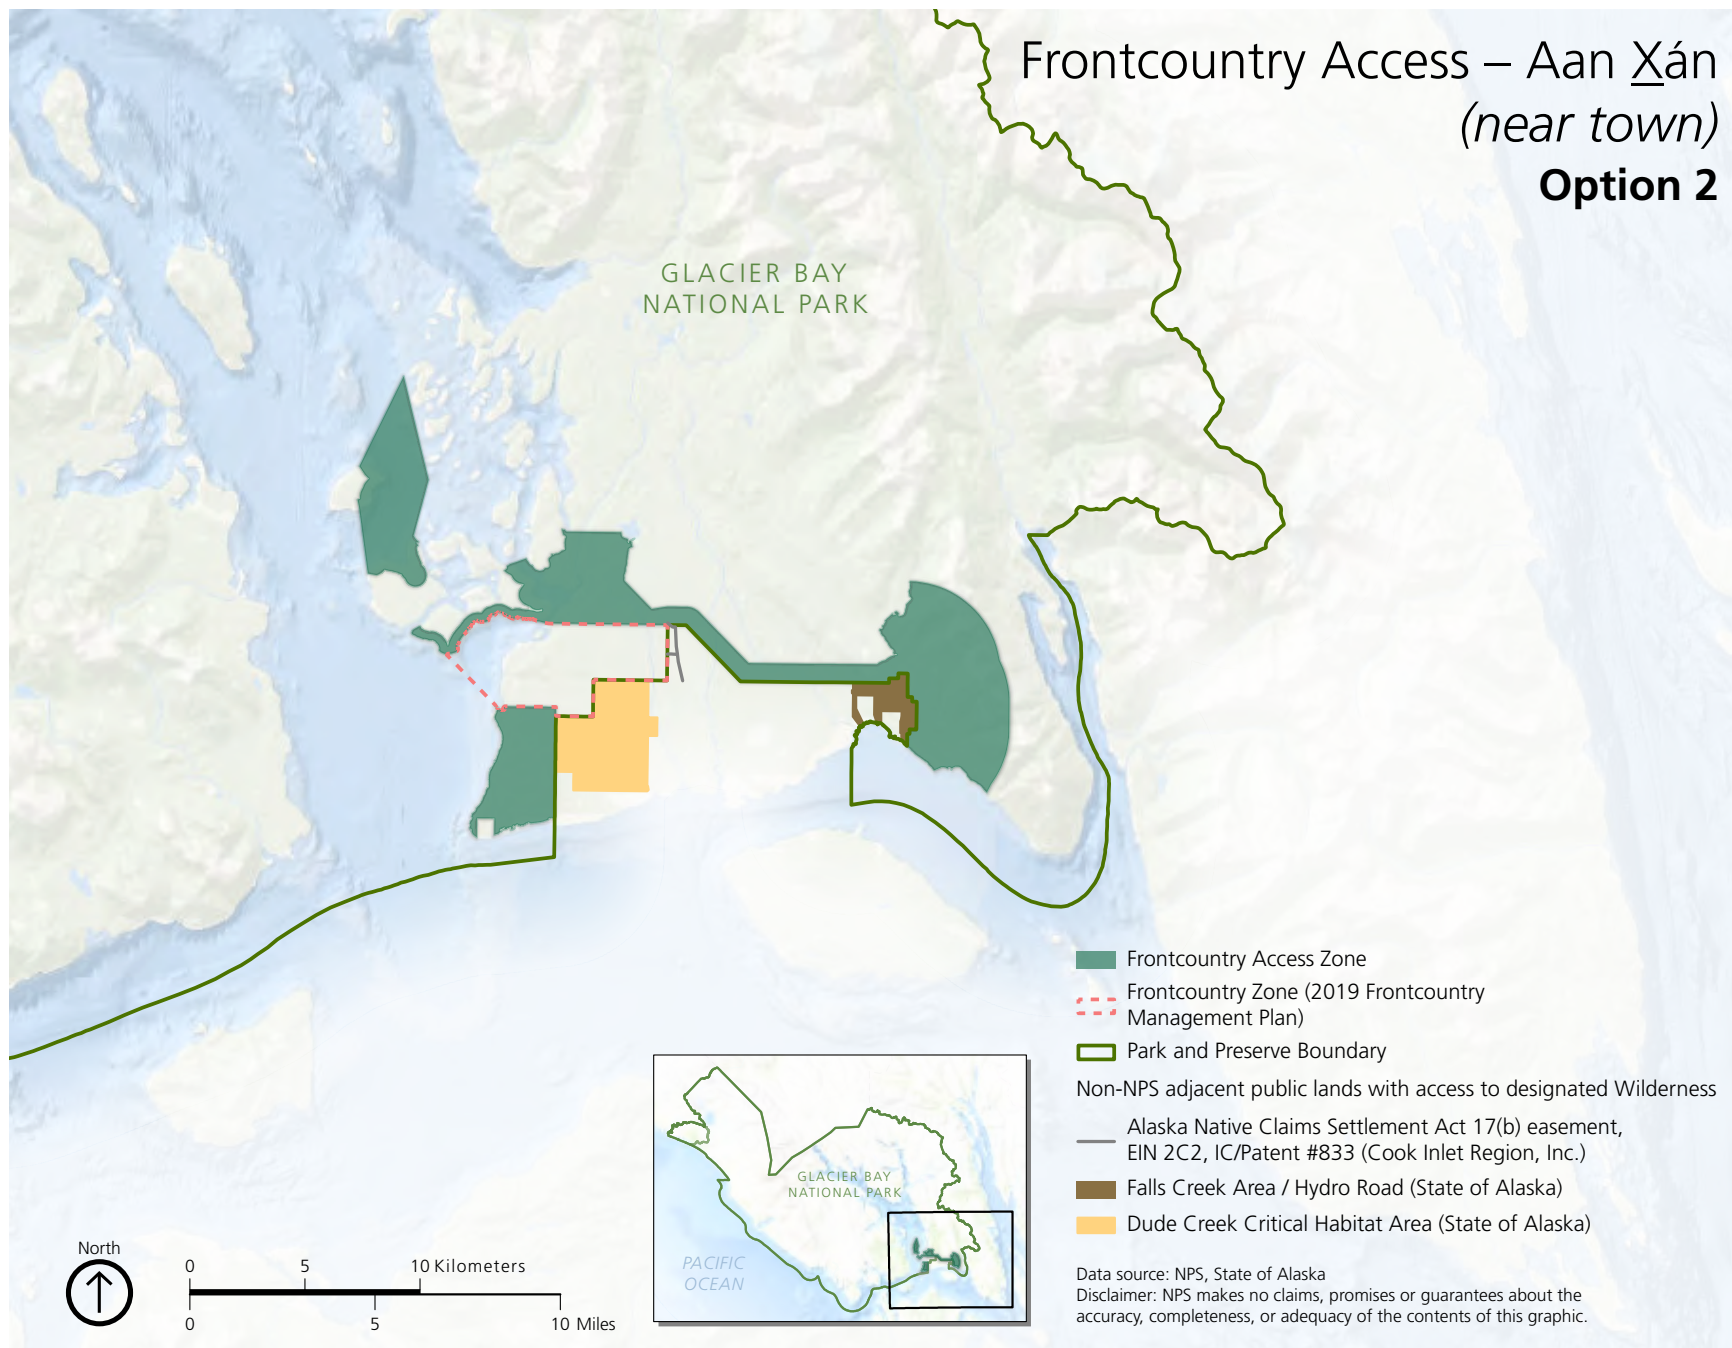 Frontcountry Access – Aan X̲án
(near town)
Option 2
GLACIER BAY
NATIONAL PARK
Frontcountry Access Zone
Frontcountry Zone (2019 Frontcountry
Management Plan)
Park and Preserve Boundary
Non-NPS adjacent public lands with access to designated Wilderness
Alaska Native Claims Settlement Act 17(b) easement,
EIN 2C2, IC/Patent #833 (Cook Inlet Region, Inc.)
Falls Creek Area / Hydro Road (State of Alaska)
Dude Creek Critical Habitat Area (State of Alaska)
Data source: NPS, State of Alaska
Disclaimer: NPS makes no claims, promises or guarantees about the
accuracy, completeness, or adequacy of the contents of this graphic.
GLACIER BAY
NATIONAL PARK
PACIFIC
OCEAN
North
0 5 10 Kilometers
0 5 10 Miles